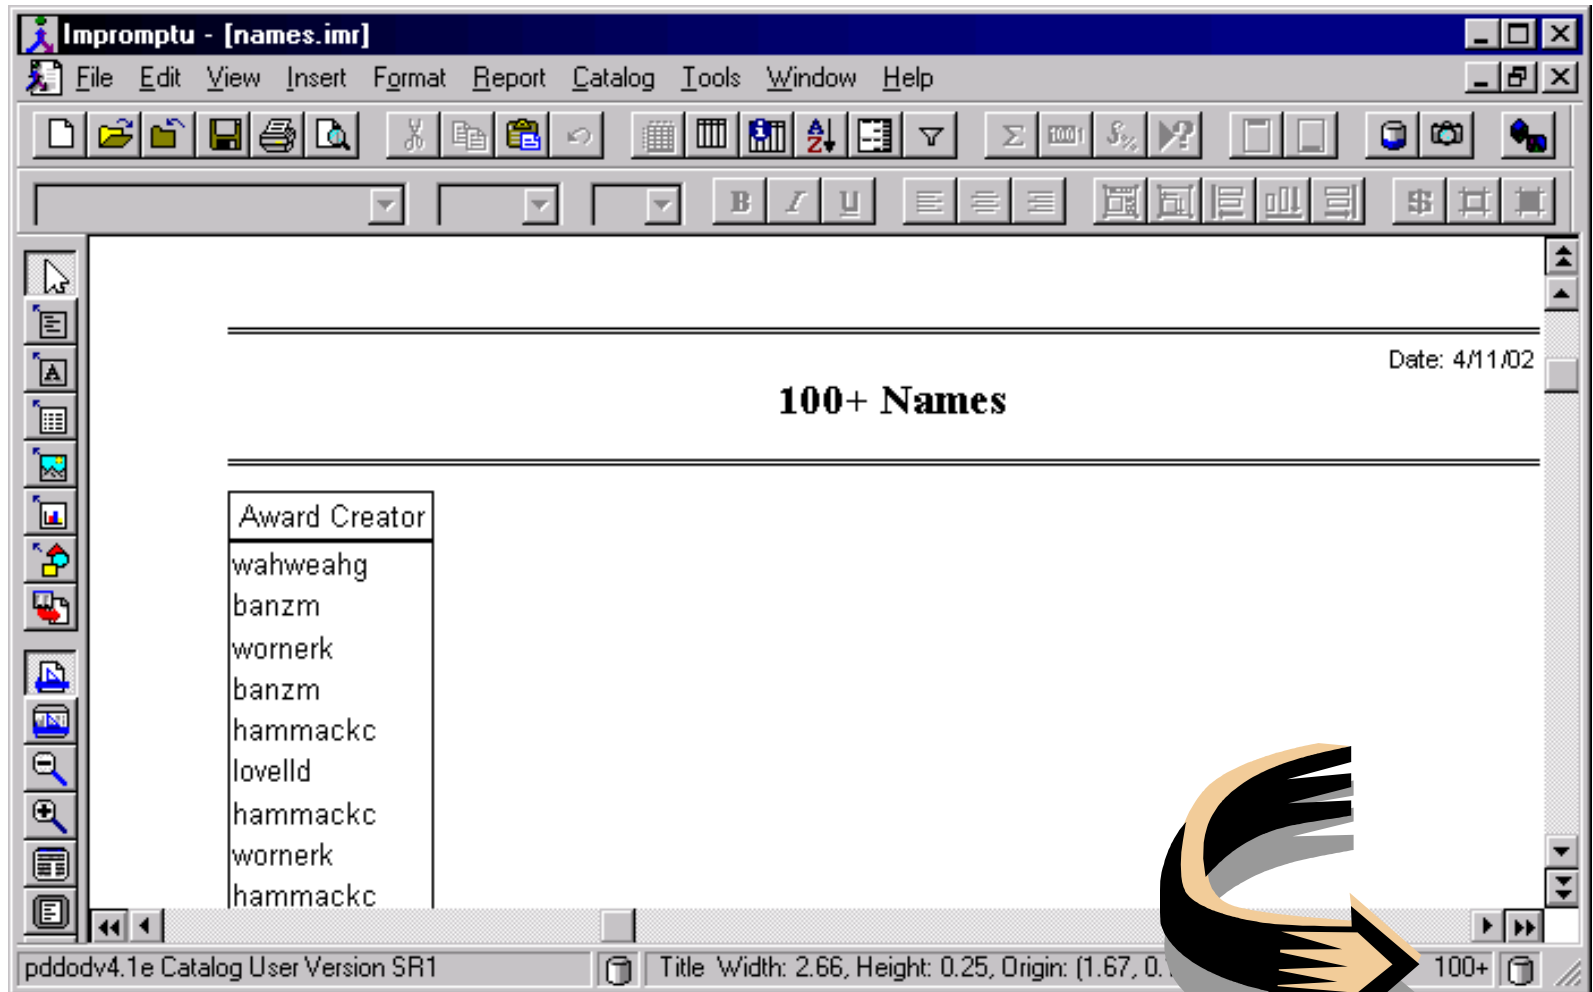 Impromptu - [names.imr]
File Edit View Insert Format Report Catalog Tools Window Help
B I U
Date: 4/11/02
100+ Names
Award Creator
wahweahg
banzm
wornerk
banzm
hammackc
lovelld
hammackc
wornerk
hammackc
pddodv4.1e Catalog User Version SR1
Title Width: 2.66, Height: 0.25, Origin: (1.67, 0.
100+